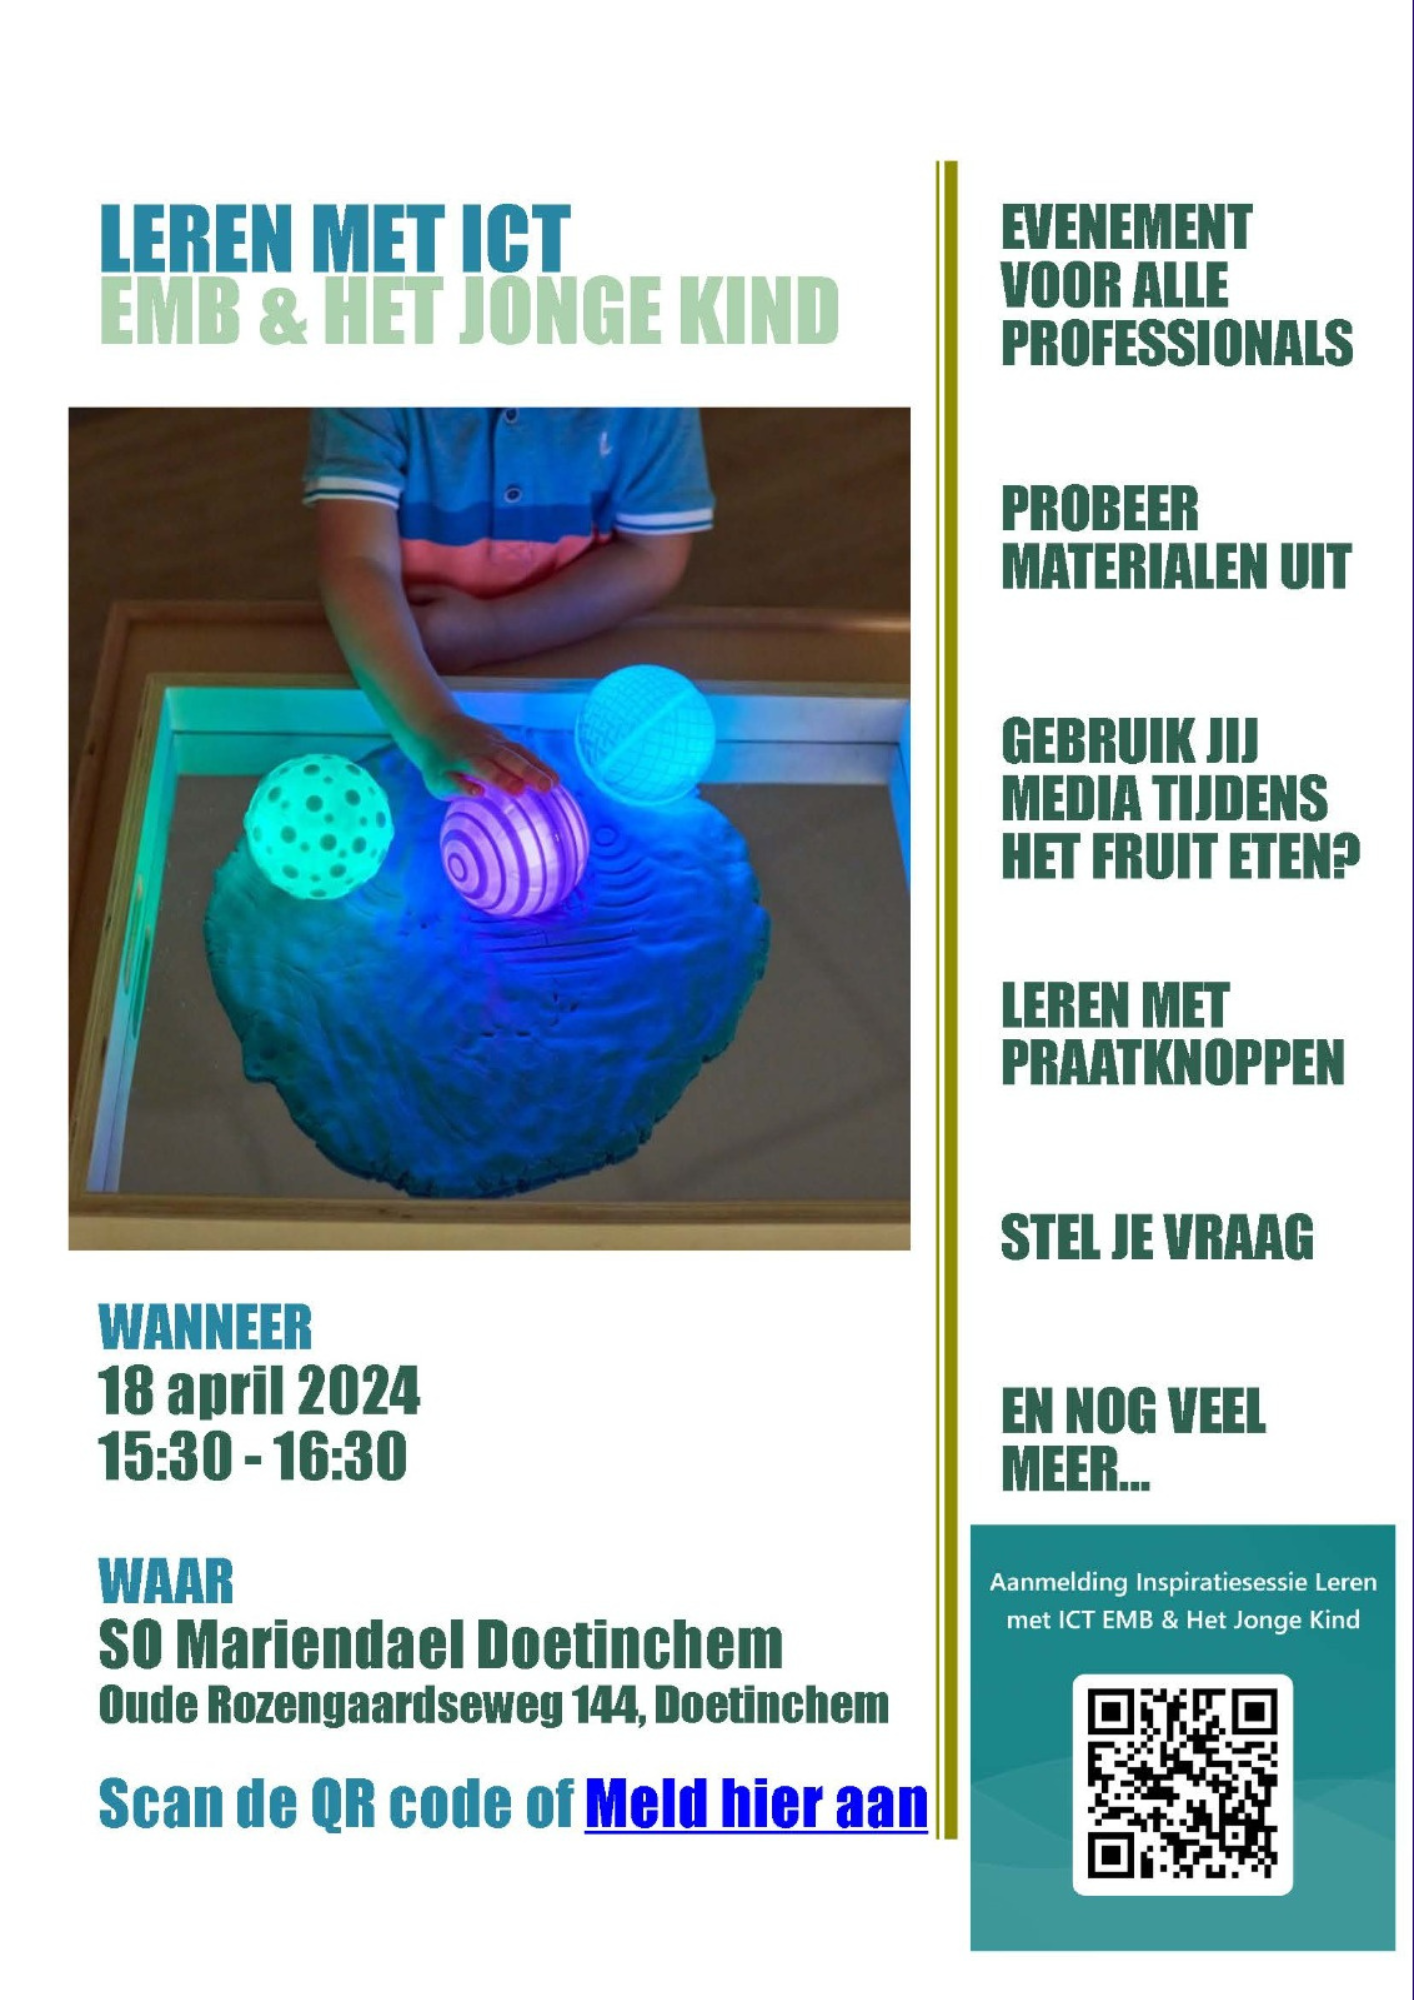 LEREN MET ICT
EMB & HET JONGE KIND
WANNEER
18 april 2024
15:30 - 16:30
WAAR
SO Mariendael Doetinchem
Oude Rozengaardseweg 144, Doetinchem
Scan de QR code of Meld hier aan
EVENEMENT
VOOR ALLE
PROFESSIONALS
PROBEER
MATERIALEN UIT
GEBRUIK JIJ
MEDIA TIJDENS
HET FRUIT ETEN?
LEREN MET
PRAATKNOPPEN
STEL JE VRAAG
EN NOG VEEL
MEER...
Aanmelding Inspiratiesessie Leren
met ICT EMB & Het Jonge Kind